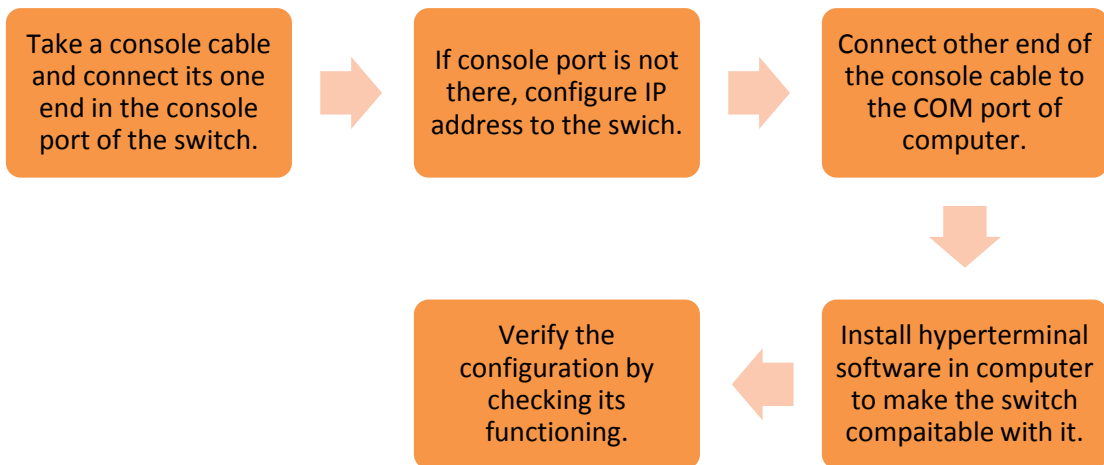 Take a console cable
and connect its one
end in the console
port of the switch.
If console port is not
there, configure IP
address to the swich.
Connect other end of
the console cable to
the COM port of
computer.
Install hyperterminal
software in computer
to make the switch
compaitable with it.
Verify the
configuration by
checking its
functioning.